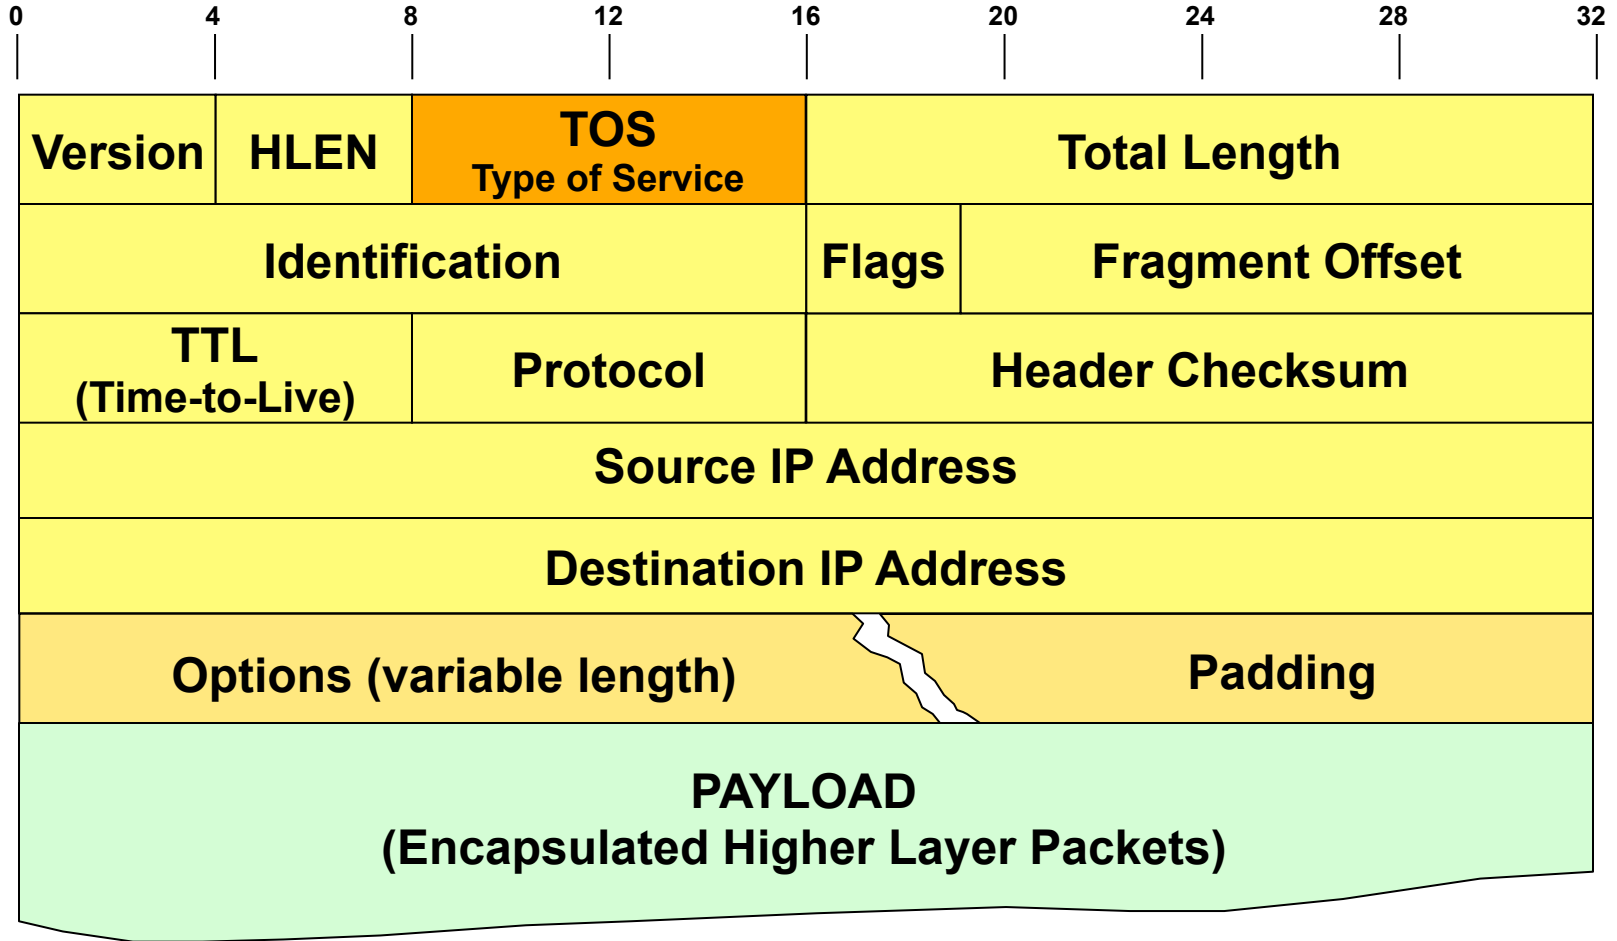 0 4 8 12 16 20 24 28 32
Version HLEN TOS Total Length
Type of Service
Identification Flags Fragment Offset
TTL Protocol Header Checksum
(Time-to-Live)
Source IP Address
Destination IP Address
Options (variable length) Padding
PAYLOAD
(Encapsulated Higher Layer Packets)